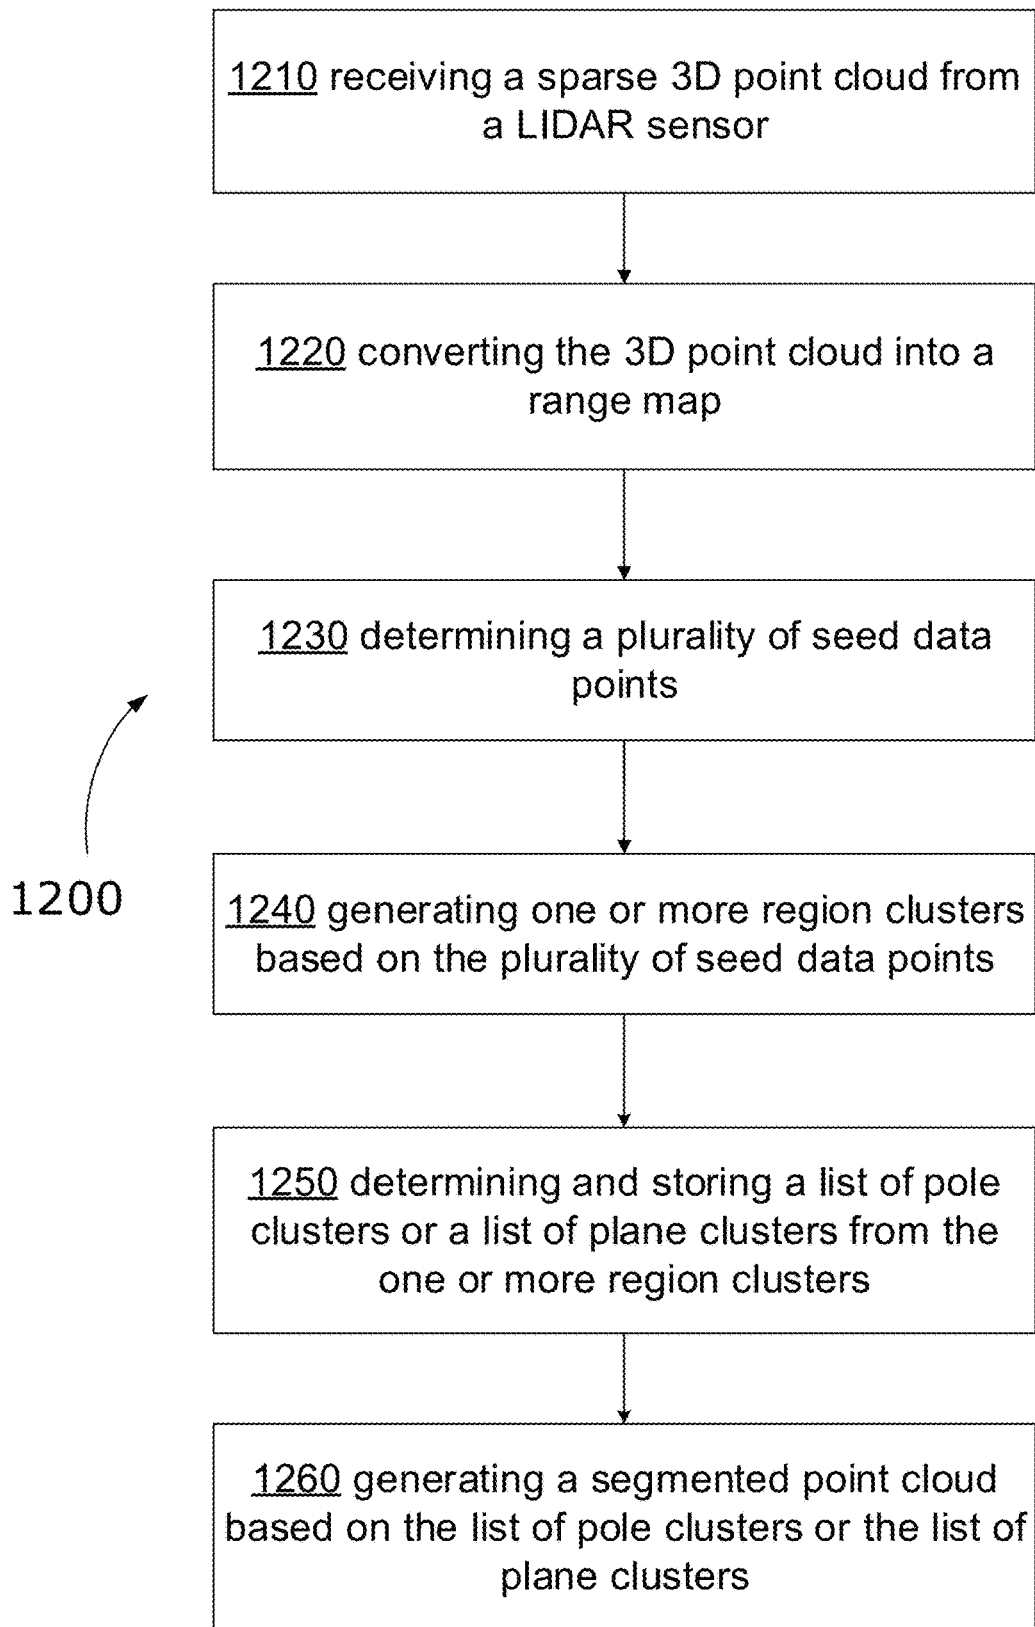 1210 receiving a sparse 3D point cloud from
a LIDAR sensor
1220 converting the 3D point cloud into a
range map
1230 determining a plurality of seed data
points
1200
1240 generating one or more region clusters
based on the plurality of seed data points
1250 determining and storing a list of pole
clusters or a list of plane clusters from the
one or more region clusters
1260 generating a segmented point cloud
based on the list of pole clusters or the list of
plane clusters